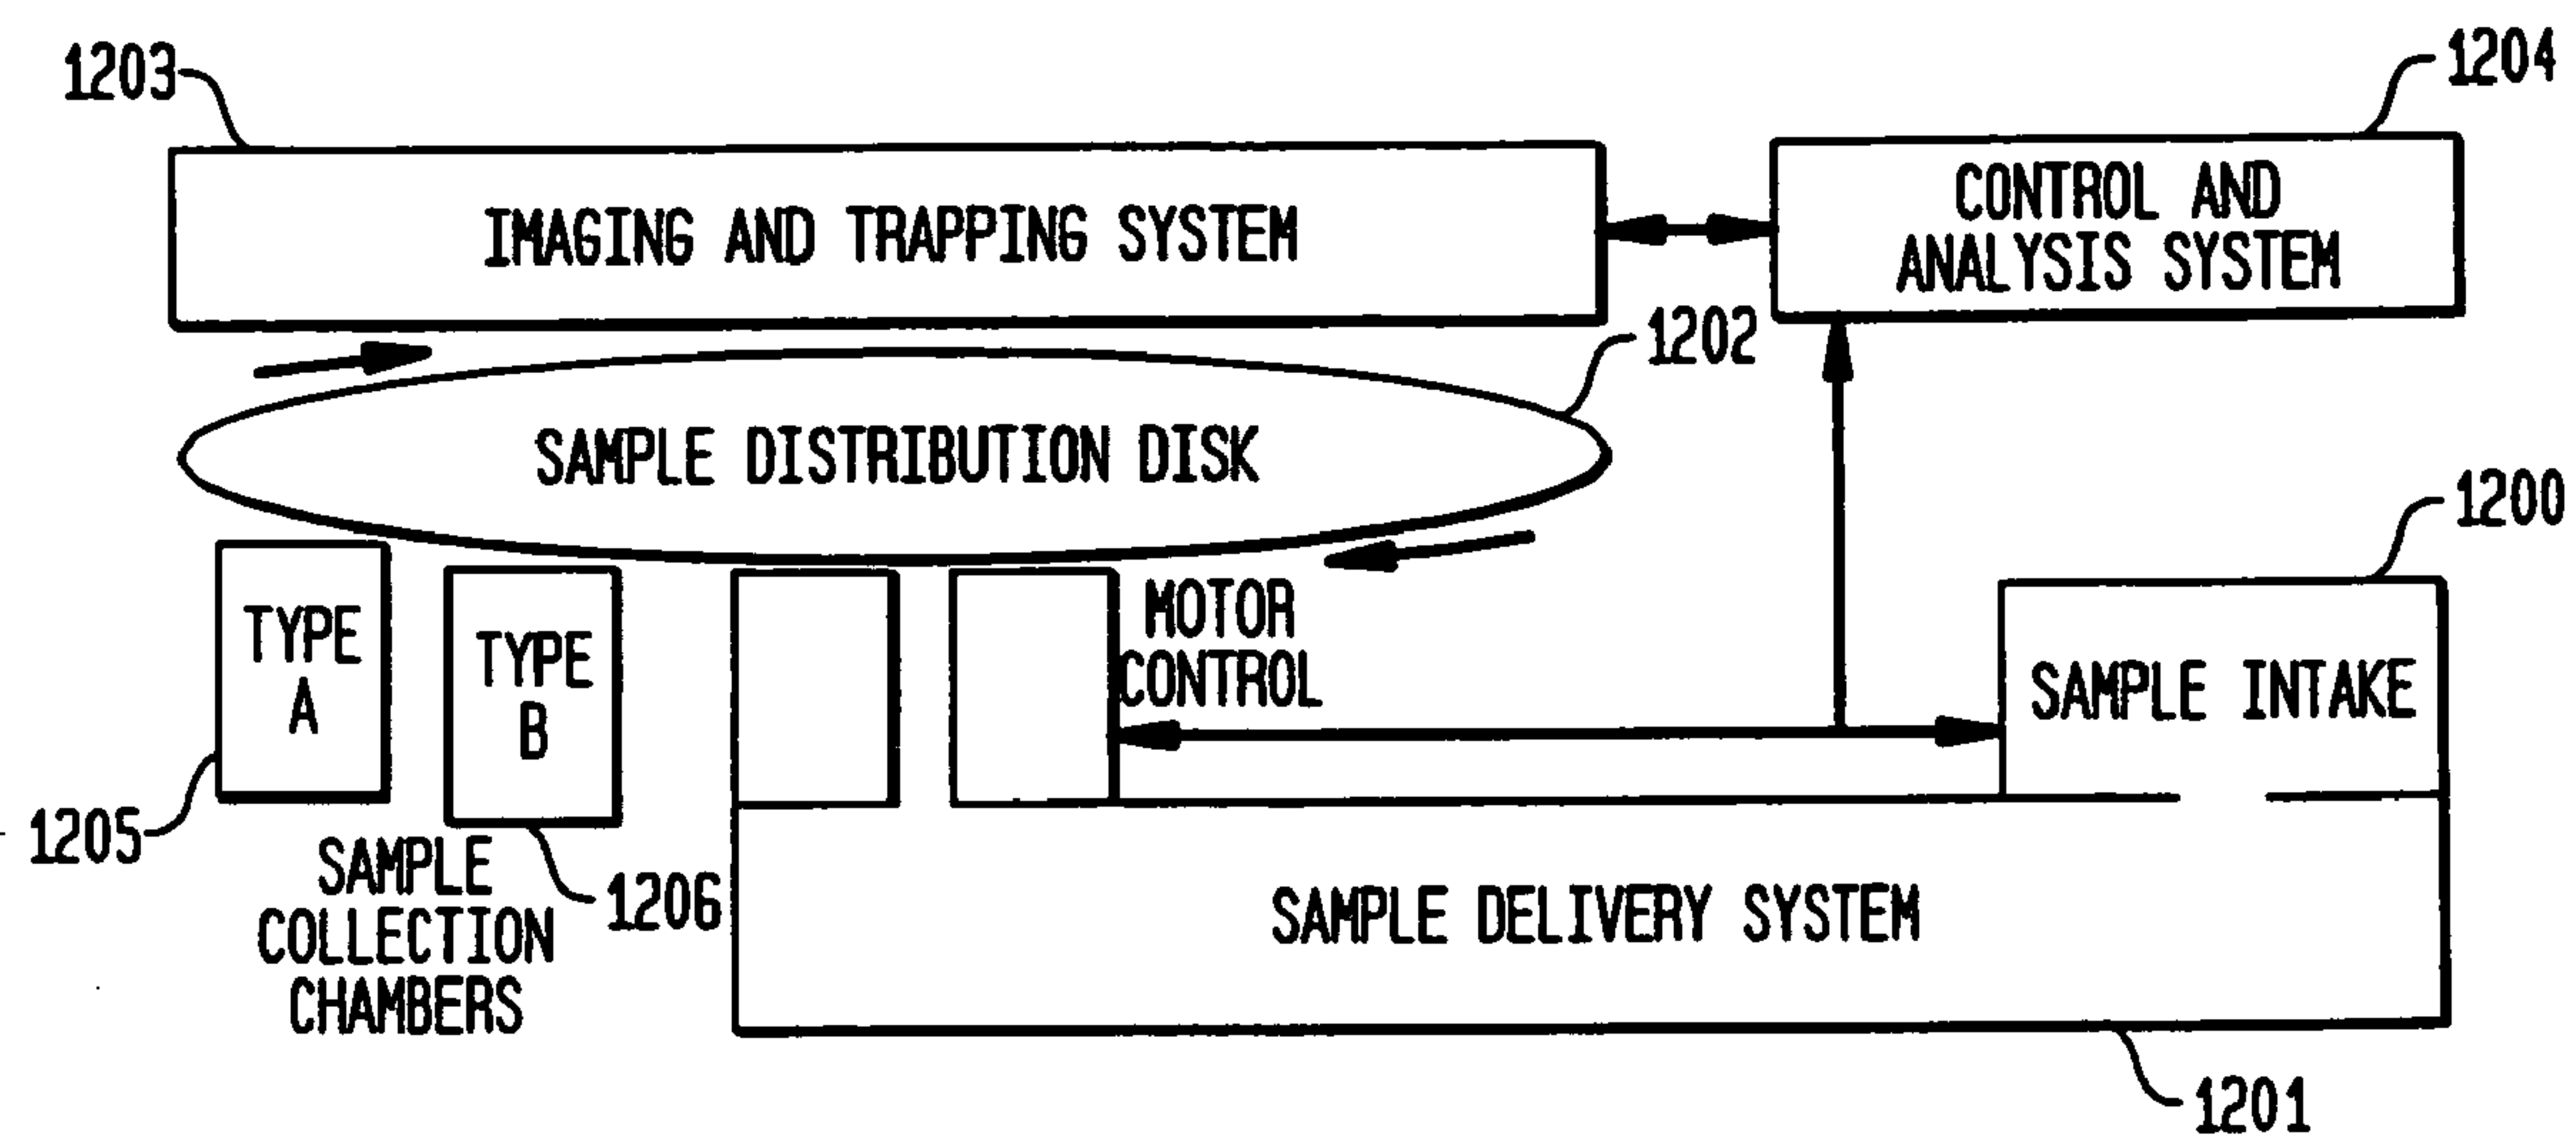 1203
1204
IMAGING AND TRAPPING SYSTEM
CONTROL AND
ANALYSIS SYSTEM
1202
SAMPLE DISTRIBUTION DISK
1200
TYPE
A
TYPE
B
MOTOR
CONTROL
SAMPLE INTAKE
1205
SAMPLE
COLLECTION
CHAMBERS
1206
SAMPLE DELIVERY SYSTEM
1201